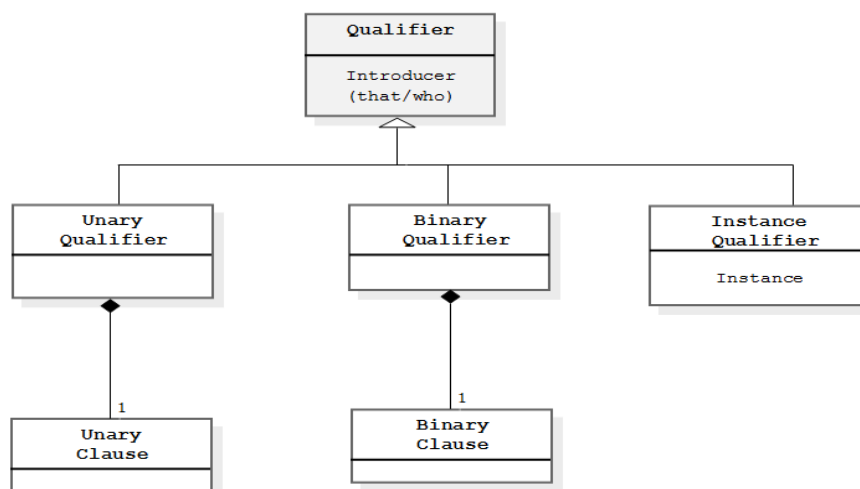 Qualifier
Introducer
(that/who)
Unary
Qualifier
Binary
Qualifier
Instance
Qualifier
Instance
1
1
Unary
Clause
Binary
Clause